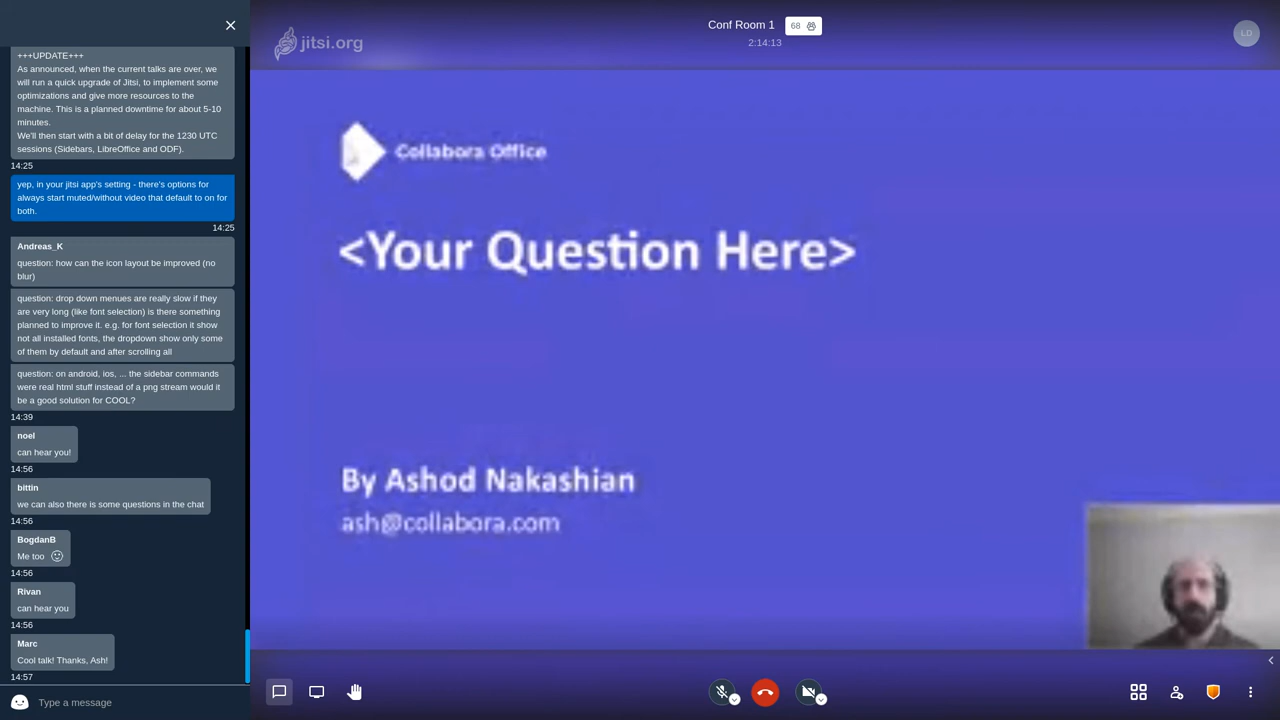 +++UPDATE+++
As announced, when the current talks are over, we
will run a quick upgrade of Jitsi, to implement some
optimizations and give more resources to the
machine. This is a planned downtime for about 5-10
minutes.
We'll then start with a bit of delay for the 1230 UTC
sessions (Sidebars, LibreOffice and ODF).
14:25
yep, in your jitsi app's setting - there's options for
always start muted/without video that default to on for
both.
14:25
Andreas_K
question: how can the icon layout be improved (no
blur)
question: drop down menues are really slow if they
are very long (like font selection) is there something
planned to improve it. e.g. for font selection it show
not all installed fonts, the dropdown show only some
of them by default and after scrolling all
question: on android, ios, ... the sidebar commands
were real html stuff instead of a png stream would it
be a good solution for COOL?
14:39
noel
can hear you!
14:56
bittin
we can also there is some questions in the chat
14:56
BogdanB
Me too
14:56
Rivan
can hear you
14:56
Marc
Cool talk! Thanks, Ash!
14:57
Type a message
jitsi.org
Conf Room 1
68
2:14:13
LD
Collabora Office
<Your Question Here>
By Ashod Nakashian
ash@collabora.com